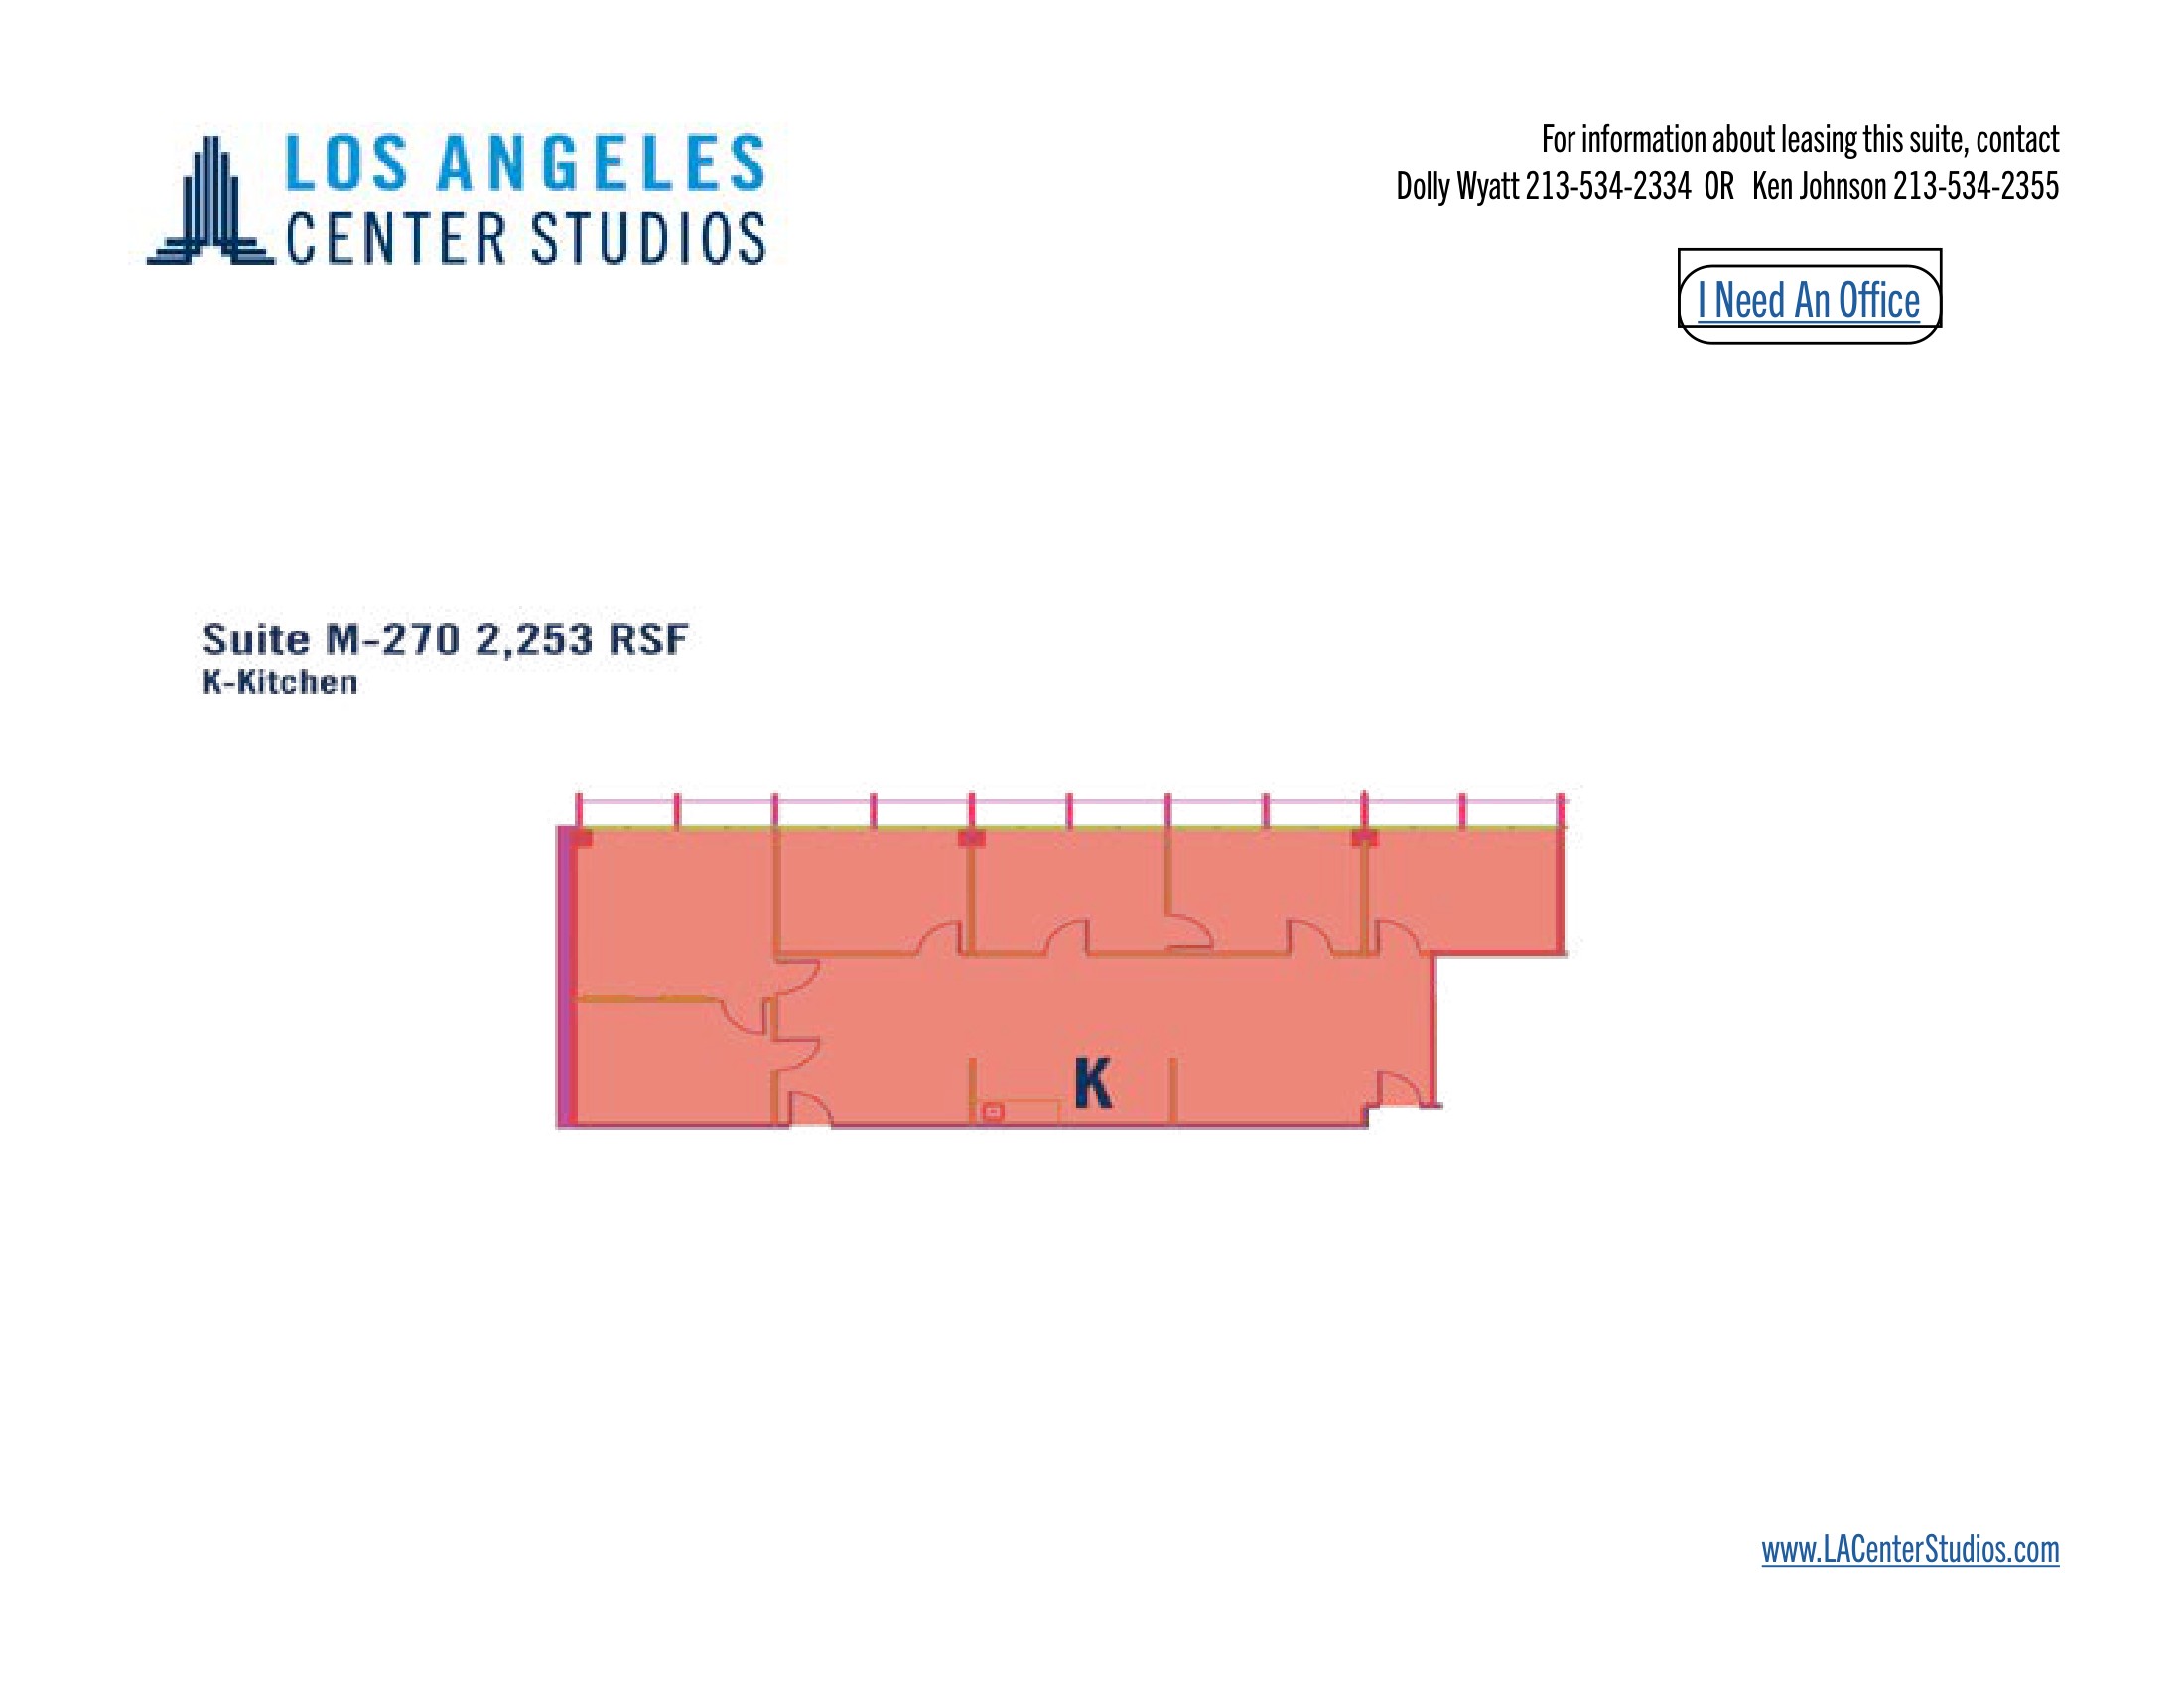 LOS ANGELES
CENTER STUDIOS
For information about leasing this suite, contact
Dolly Wyatt 213-534-2334 OR Ken Johnson 213-534-2355
I Need An Office
Suite M-270 2,253 RSF
K-Kitchen
K
www.LACenterStudios.com